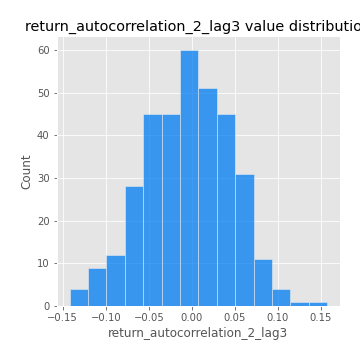 return_autocorrelation_2_lag3 value distributio
60
50
40
30
20
10
0
Count
−0.15 −0.10 −0.05 0.00 0.05 0.10 0.15
return_autocorrelation_2_lag3